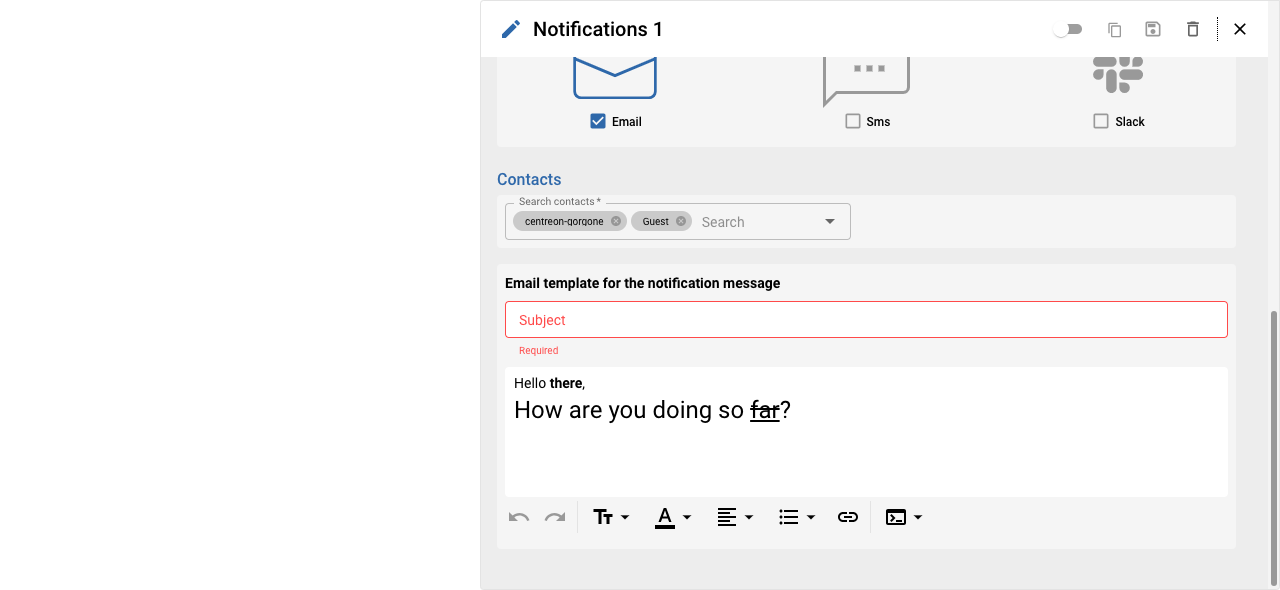 Notifications 1
Email
Sms
Slack
Contacts
Search contacts *
centreon-gorgone
Guest
Search
Email template for the notification message
Subject
Required
Hello there,
How are you doing so far?